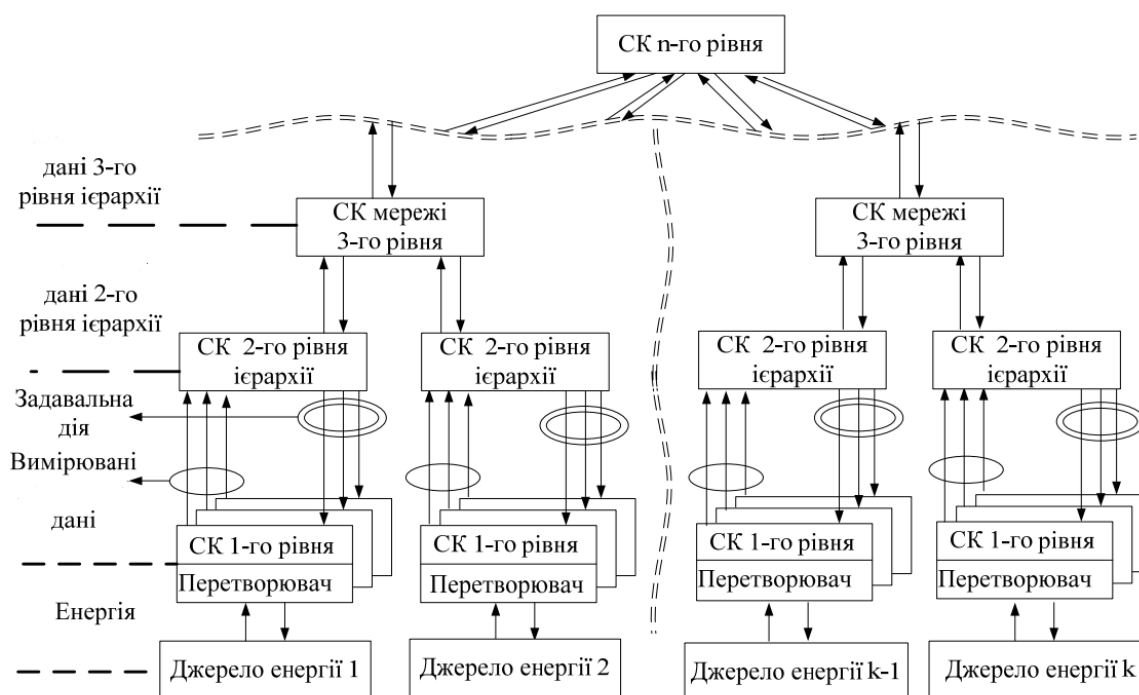 СК n-го рівня
дані 3-го
рівня ієрархії
СК мережі
3-го рівня
СК мережі
3-го рівня
дані 2-го
рівня ієрархії
СК 2-го рівня
ієрархії
СК 2-го рівня
ієрархії
СК 2-го рівня
ієрархії
СК 2-го рівня
ієрархії
Задавальна
дія
Вимірювані
дані
СК 1-го рівня
СК 1-го рівня
СК 1-го рівня
СК 1-го рівня
Перетворювач
Перетворювач
Перетворювач
Перетворювач
Енергія
Джерело енергії 1
Джерело енергії 2
Джерело енергії k-1
Джерело енергії k